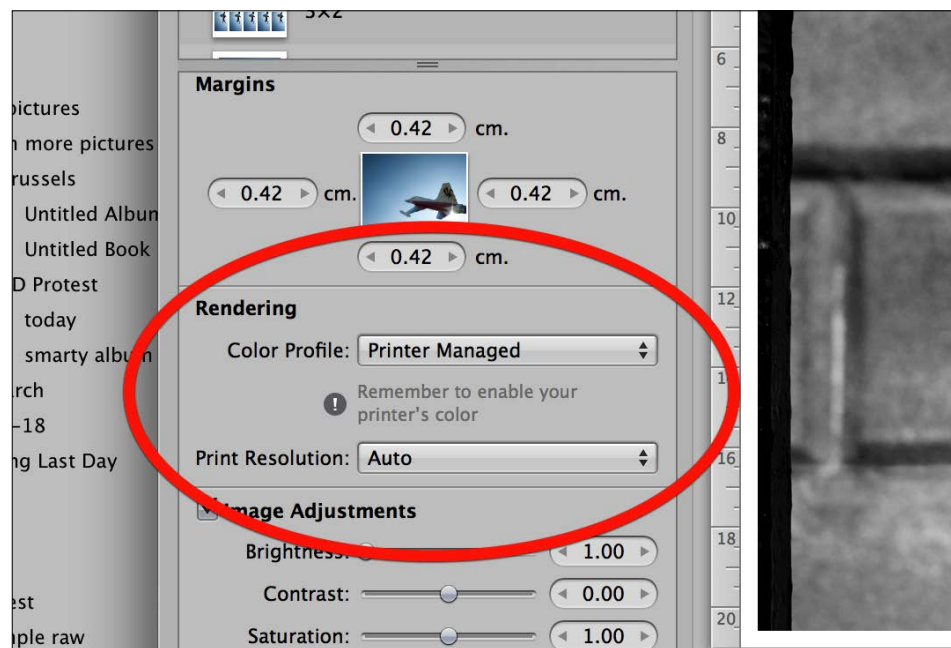 3×2
pictures
more pictures
russels
Untitled Album
Untitled Book
D Protest
today
smarty album
rch
-18
ng Last Day
est
ple raw
Margins
0.42 cm.
0.42 cm.
0.42 cm.
0.42 cm.
Rendering
Color Profile: Printer Managed
! Remember to enable your
printer's color
Print Resolution: Auto
Image Adjustments
Brightness: 1.00
Contrast: 0.00
Saturation: 1.00
6
8
10
12
16
18
20